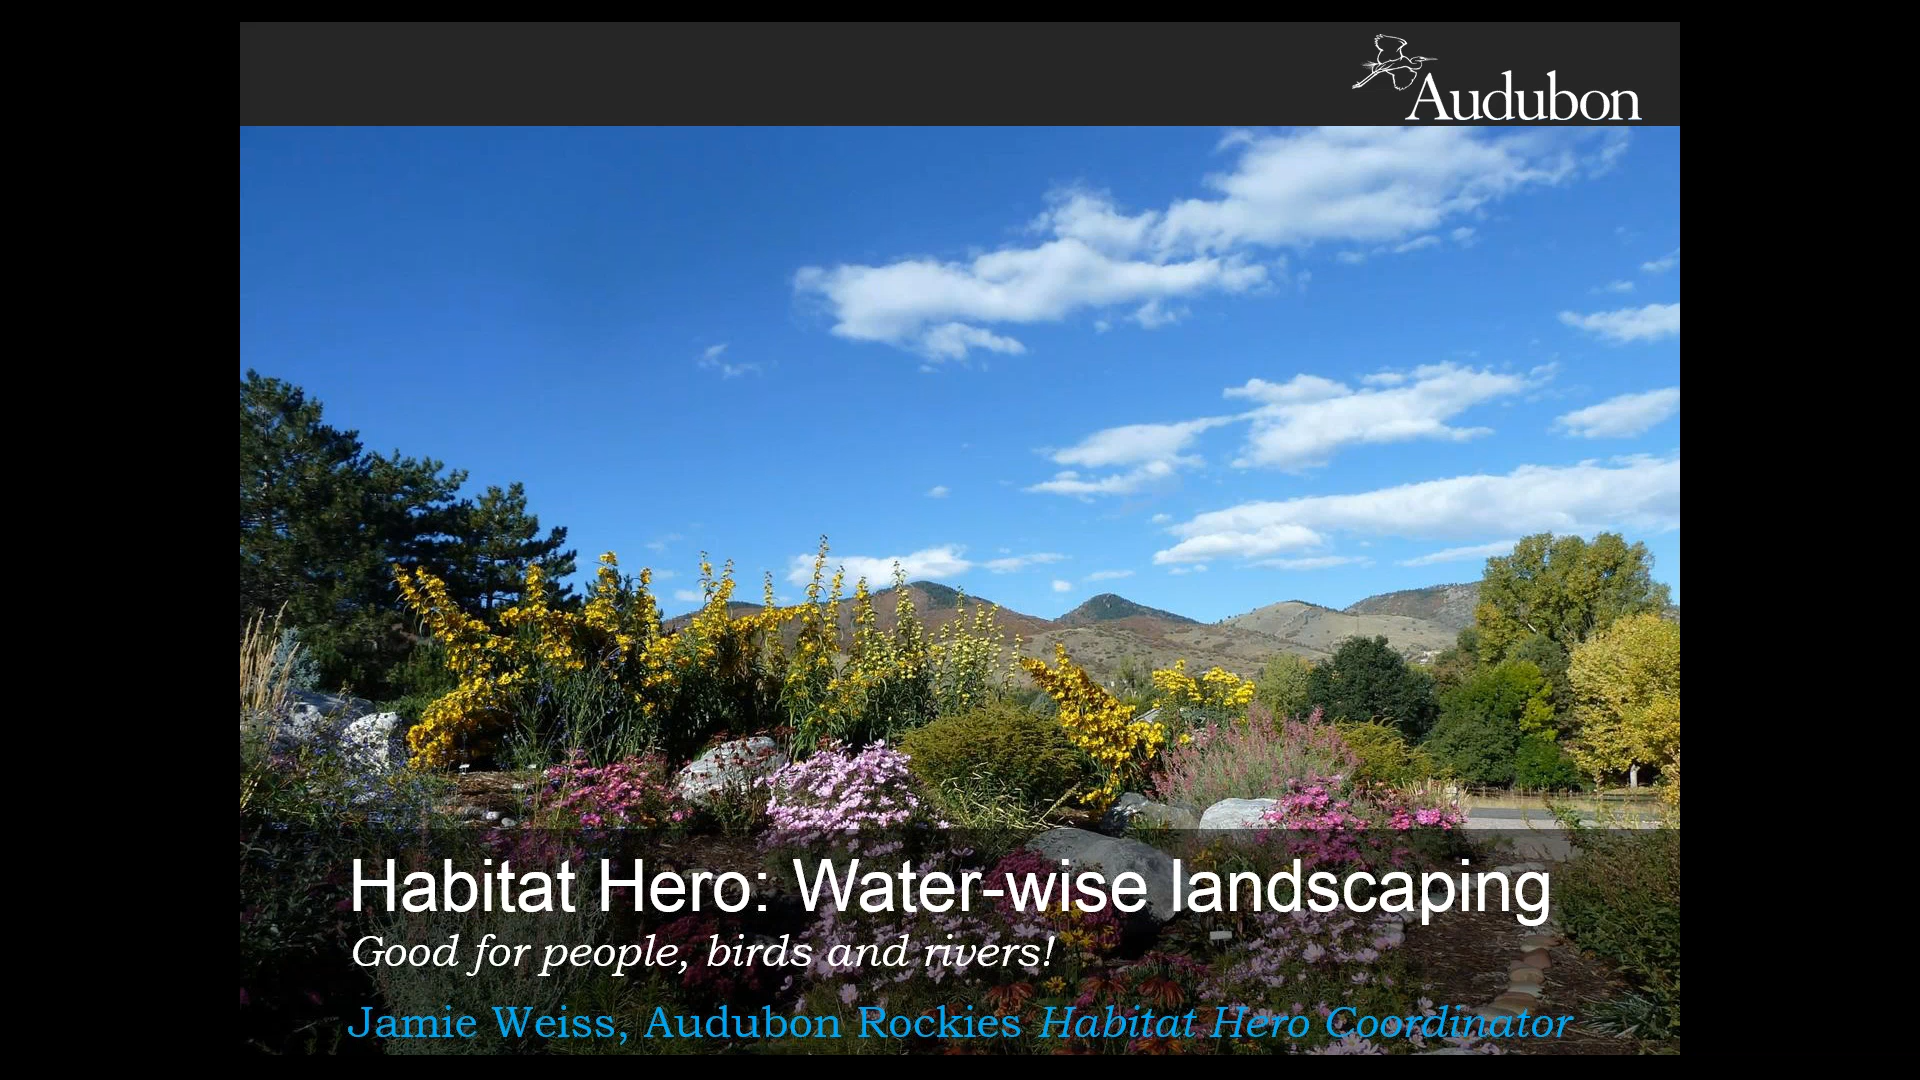 Audubon
Habitat Hero: Water-wise landscaping
Good for people, birds and rivers!
Jamie Weiss, Audubon Rockies Habitat Hero Coordinator